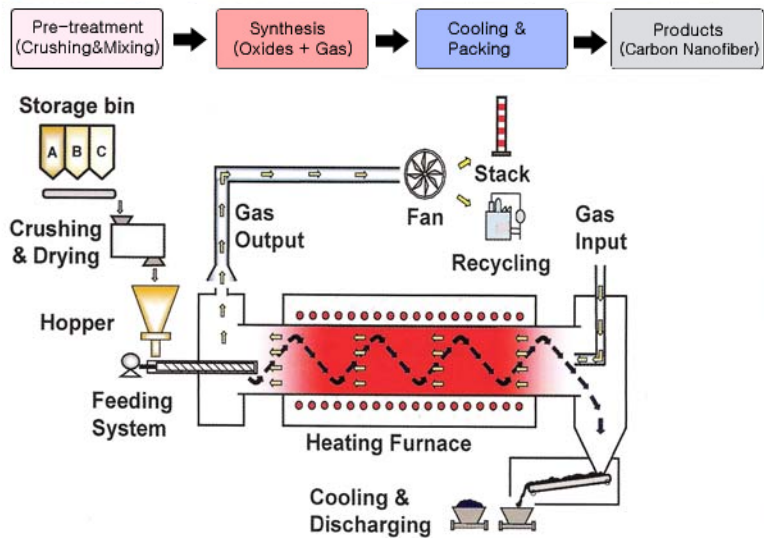 Pre-treatment
(Crushing&Mixing)
Synthesis
(Oxides + Gas)
Cooling &
Packing
Products
(Carbon Nanofiber)
Storage bin
A B C
Crushing
& Drying
Hopper
Feeding
System
Gas
Output
Fan
Stack
Recycling
Gas
Input
Heating Furnace
Cooling &
Discharging